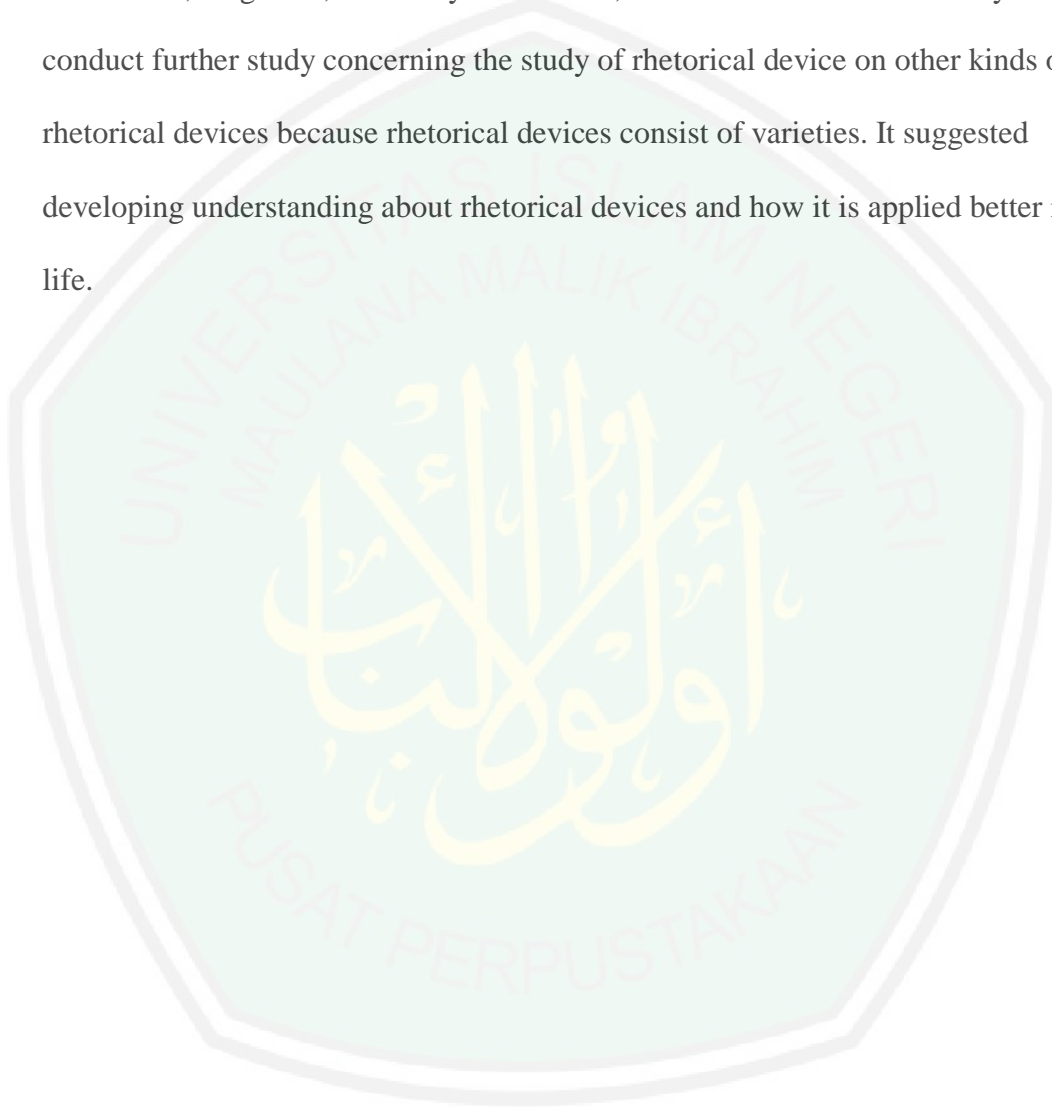 conduct further study concerning the study of rhetorical device on other kinds
rhetorical devices because rhetorical devices consist of varieties. It suggested
developing understanding about rhetorical devices and how it is applied better
life.
UNIVERSITAS ISLAM NEGERI
MAULANA MALIK IBRAHIM
أولوا الألباب
PUSAT PERPUSTAKAAN